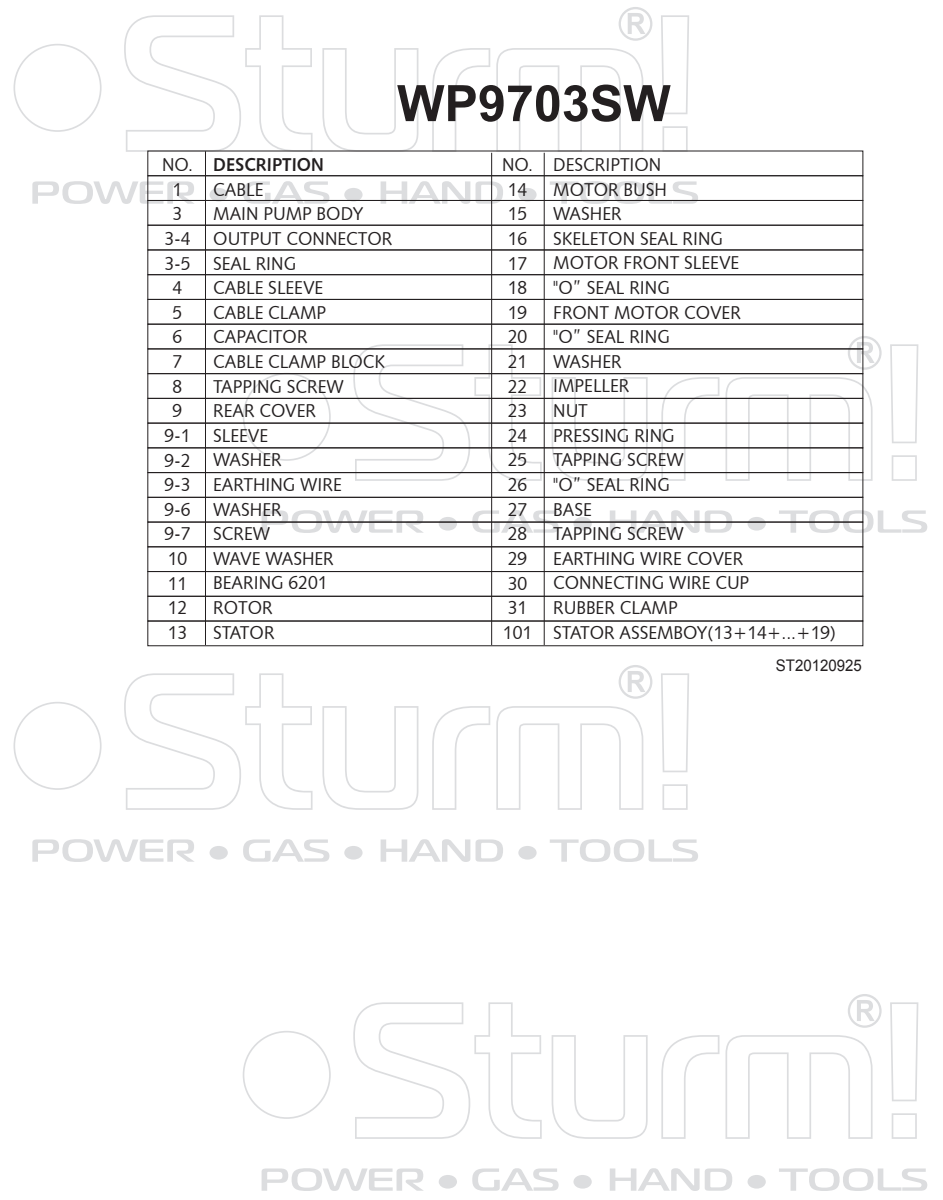 Sturm!®
POWER ● GAS ● HAND ● TOOLS
WP9703SW
NO. DESCRIPTION NO. DESCRIPTION
1 CABLE 14 MOTOR BUSH
3 MAIN PUMP BODY 15 WASHER
3-4 OUTPUT CONNECTOR 16 SKELETON SEAL RING
3-5 SEAL RING 17 MOTOR FRONT SLEEVE
4 CABLE SLEEVE 18 "O” SEAL RING
5 CABLE CLAMP 19 FRONT MOTOR COVER
6 CAPACITOR 20 "O” SEAL RING
7 CABLE CLAMP BLOCK 21 WASHER
8 TAPPING SCREW 22 IMPELLER
9 REAR COVER 23 NUT
9-1 SLEEVE 24 PRESSING RING
9-2 WASHER 25 TAPPING SCREW
9-3 EARTHING WIRE 26 "O” SEAL RING
9-6 WASHER 27 BASE
9-7 SCREW 28 TAPPING SCREW
10 WAVE WASHER 29 EARTHING WIRE COVER
11 BEARING 6201 30 CONNECTING WIRE CUP
12 ROTOR 31 RUBBER CLAMP
13 STATOR 101 STATOR ASSEMBOY(13+14+...+19)
Sturm!®
POWER ● GAS ● HAND ● TOOLS
ST20120925
Sturm!®
POWER ● GAS ● HAND ● TOOLS
Sturm!®
POWER ● GAS ● HAND ● TOOLS